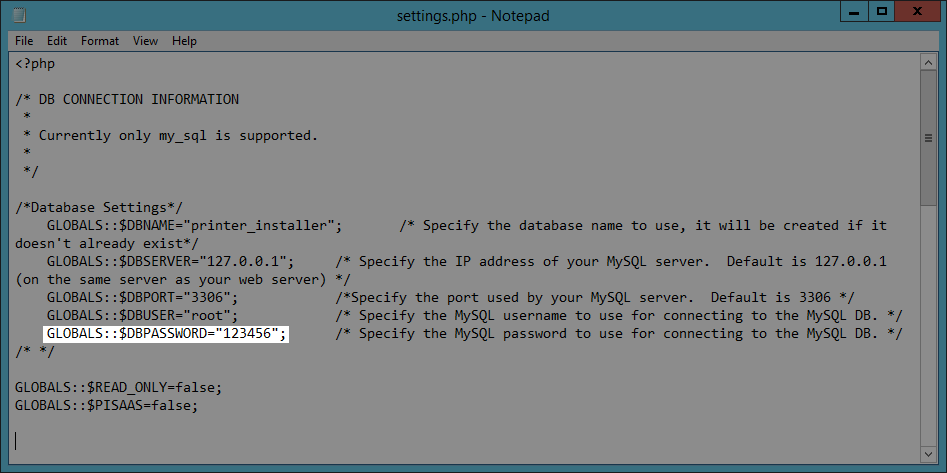 settings.php - Notepad
File Edit Format View Help
<?php
/* DB CONNECTION INFORMATION
*
* Currently only my_sql is supported.
*
*/
/*Database Settings*/
GLOBALS::$DBNAME="printer_installer"; /* Specify the database name to use, it will be created if it
doesn't already exist*/
GLOBALS::$DBSERVER="127.0.0.1"; /* Specify the IP address of your MySQL server. Default is 127.0.0.1
(on the same server as your web server) */
GLOBALS::$DBPORT="3306"; /*Specify the port used by your MySQL server. Default is 3306 */
GLOBALS::$DBUSER="root"; /* Specify the MySQL username to use for connecting to the MySQL DB. */
GLOBALS::$DBPASSWORD="123456"; /* Specify the MySQL password to use for connecting to the MySQL DB. */
/* */
GLOBALS::$READ_ONLY=false;
GLOBALS::$PISAAS=false;